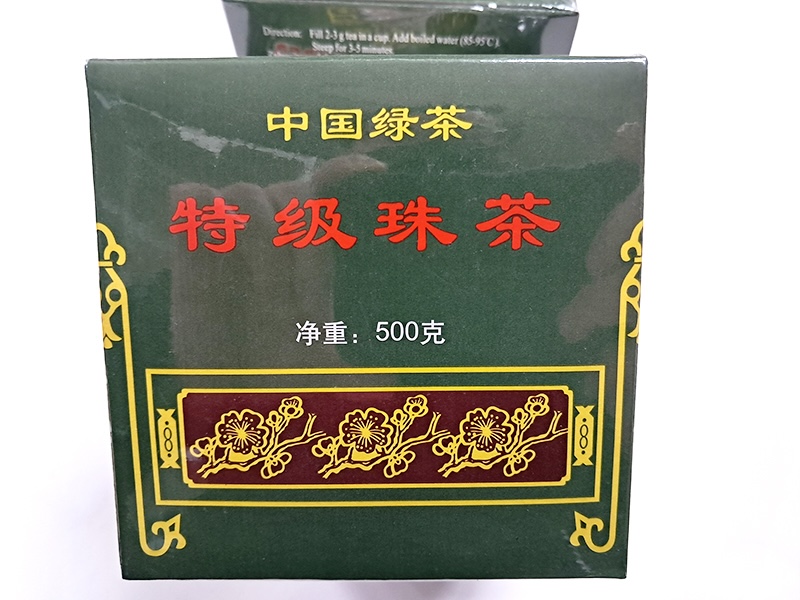 Direction: Fill 2-3 g tea in a cup. Add boiled water (85-95℃).
Steep for 3-5 minutes
中国绿茶
特级珠茶
净重：500克